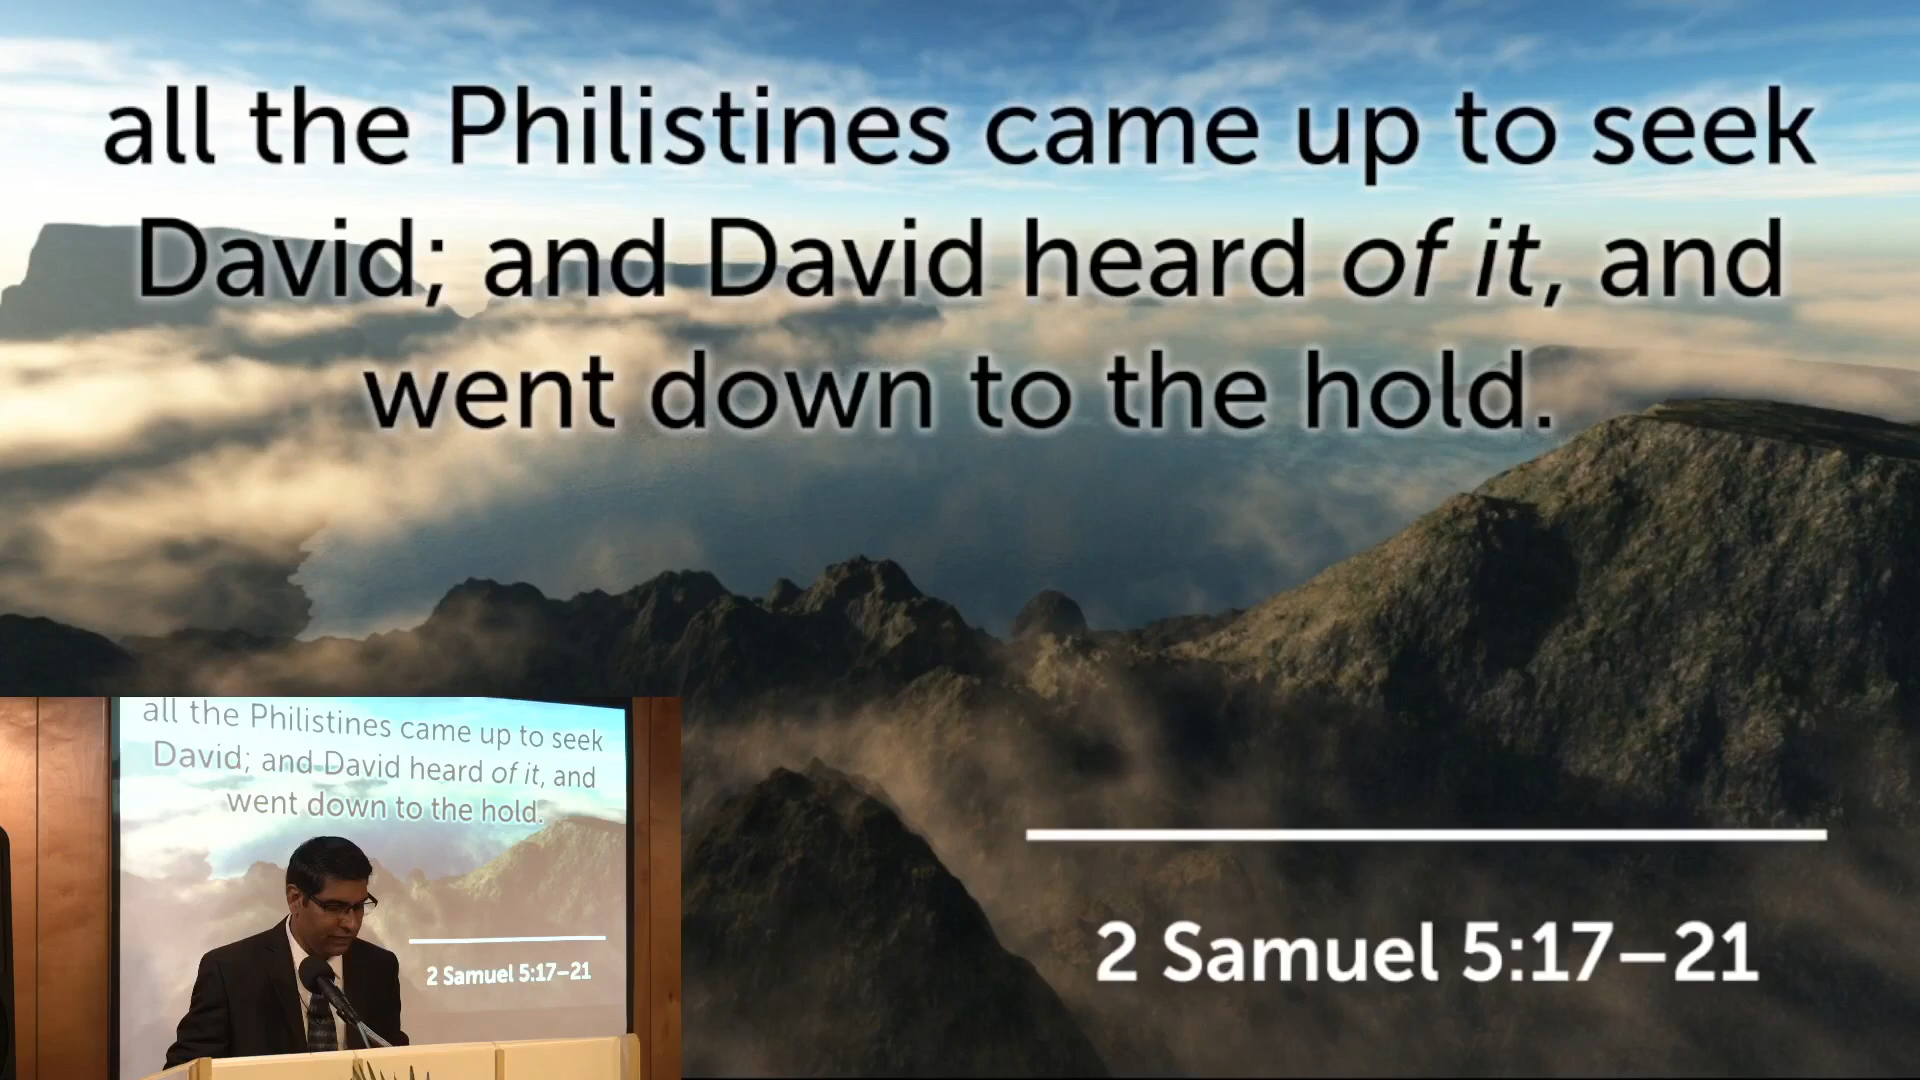 all the Philistines came up to seek
David; and David heard of it, and
went down to the hold.
2 Samuel 5:17–21
all the Philistines came up to seek
David; and David heard of it, and
went down to the hold.
2 Samuel 5:17–21